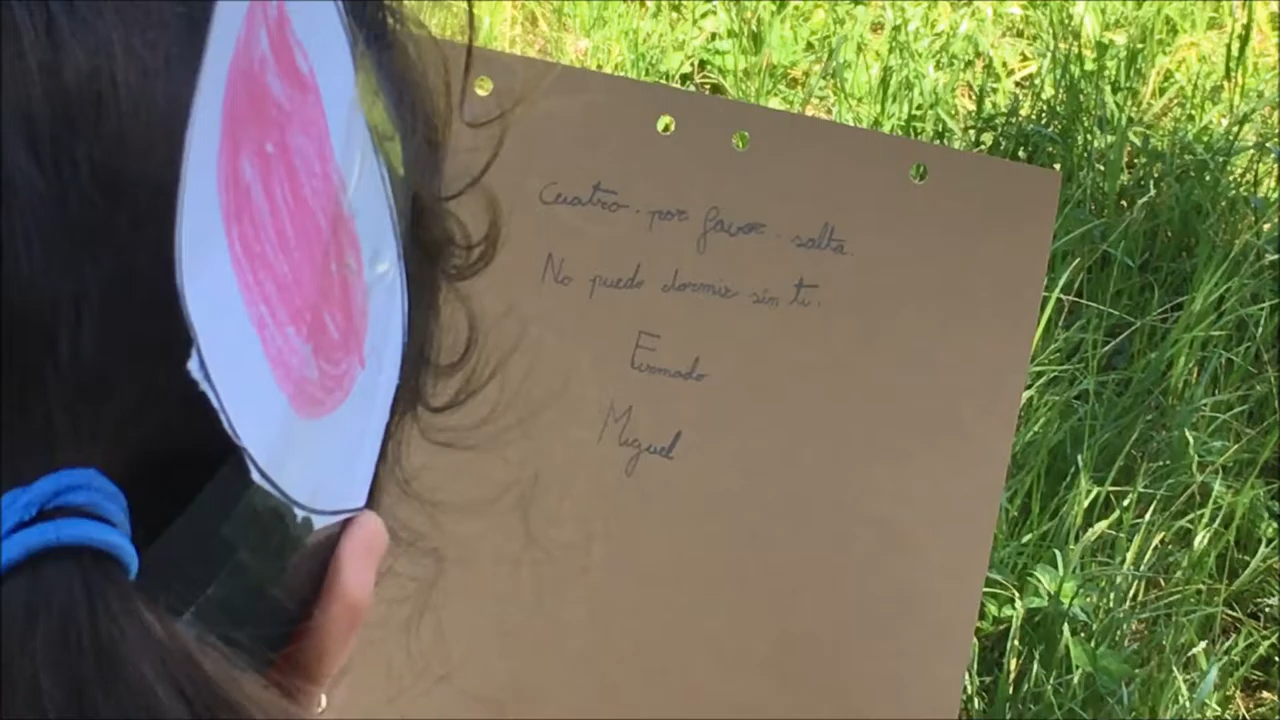 Cuatro. por favor. salta.
No puedo dormir sin ti.
Firmado
Miguel